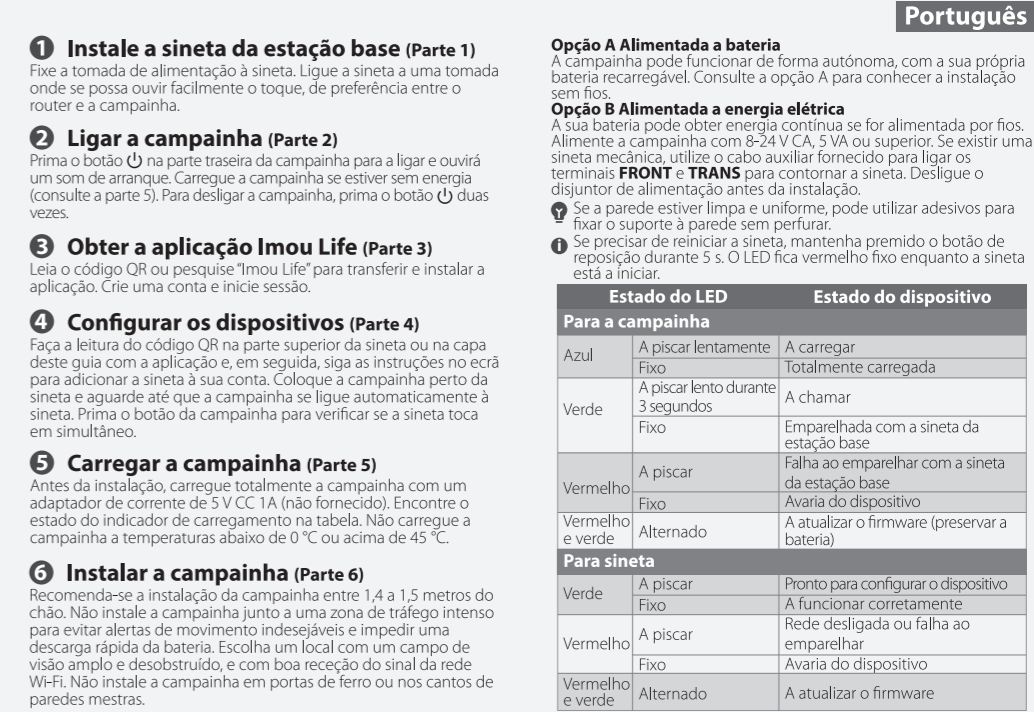 Português
1 Instale a sineta da estação base (Parte 1)
Fixe a tomada de alimentação à sineta. Ligue a sineta a uma tomada
onde se possa ouvir facilmente o toque, de preferência entre o
router e a campainha.
2 Ligar a campainha (Parte 2)
Prima o botão ⏻ na parte traseira da campainha para a ligar e ouvirá
um som de arranque. Carregue a campainha se estiver sem energia
(consulte a parte 5). Para desligar a campainha, prima o botão ⏻ duas
vezes.
3 Obter a aplicação Imou Life (Parte 3)
Leia o código QR ou pesquise “Imou Life” para transferir e instalar a
aplicação. Crie uma conta e inicie sessão.
4 Configurar os dispositivos (Parte 4)
Faça a leitura do código QR na parte superior da sineta ou na capa
deste guia com a aplicação e, em seguida, siga as instruções no ecrã
para adicionar a sineta à sua conta. Coloque a campainha perto da
sineta e aguarde até que a campainha se ligue automaticamente à
sineta. Prima o botão da campainha para verificar se a sineta toca
em simultâneo.
5 Carregar a campainha (Parte 5)
Antes da instalação, carregue totalmente a campainha com um
adaptador de corrente de 5 V CC 1A (não fornecido). Encontre o
estado do indicador de carregamento na tabela. Não carregue a
campainha a temperaturas abaixo de 0 °C ou acima de 45 °C.
6 Instalar a campainha (Parte 6)
Recomenda-se a instalação da campainha entre 1,4 a 1,5 metros do
chão. Não instale a campainha junto a uma zona de tráfego intenso
para evitar alertas de movimento indesejáveis e impedir uma
descarga rápida da bateria. Escolha um local com um campo de
visão amplo e desobstruído, e com boa receção do sinal da rede
Wi-Fi. Não instale a campainha em portas de ferro ou nos cantos de
paredes mestras.
Opção A Alimentada a bateria
A campainha pode funcionar de forma autónoma, com a sua própria
bateria recarregável. Consulte a opção A para conhecer a instalação
sem fios.
Opção B Alimentada a energia elétrica
A sua bateria pode obter energia contínua se for alimentada por fios.
Alimente a campainha com 8-24 V CA, 5 VA ou superior. Se existir uma
sineta mecânica, utilize o cabo auxiliar fornecido para ligar os
terminais FRONT e TRANS para contornar a sineta. Desligue o
disjuntor de alimentação antes da instalação.
Se a parede estiver limpa e uniforme, pode utilizar adesivos para
fixar o suporte à parede sem perfurar.
Se precisar de reiniciar a sineta, mantenha premido o botão de
reposição durante 5 s. O LED fica vermelho fixo enquanto a sineta
está a iniciar.
Estado do LED Estado do dispositivo
Para a campainha
Azul A piscar lentamente A carregar
Fixo Totalmente carregada
Verde A piscar lento durante
3 segundos A chamar
Fixo Emparelhada com a sineta da
estação base
Vermelho A piscar Falha ao emparelhar com a sineta
da estação base
Fixo Avaria do dispositivo
Vermelho
e verde Alternado A atualizar o firmware (preservar a
bateria)
Para sineta
Verde A piscar Pronto para configurar o dispositivo
Fixo A funcionar corretamente
Vermelho A piscar Rede desligada ou falha ao
emparelhar
Fixo Avaria do dispositivo
Vermelho
e verde Alternado A atualizar o firmware